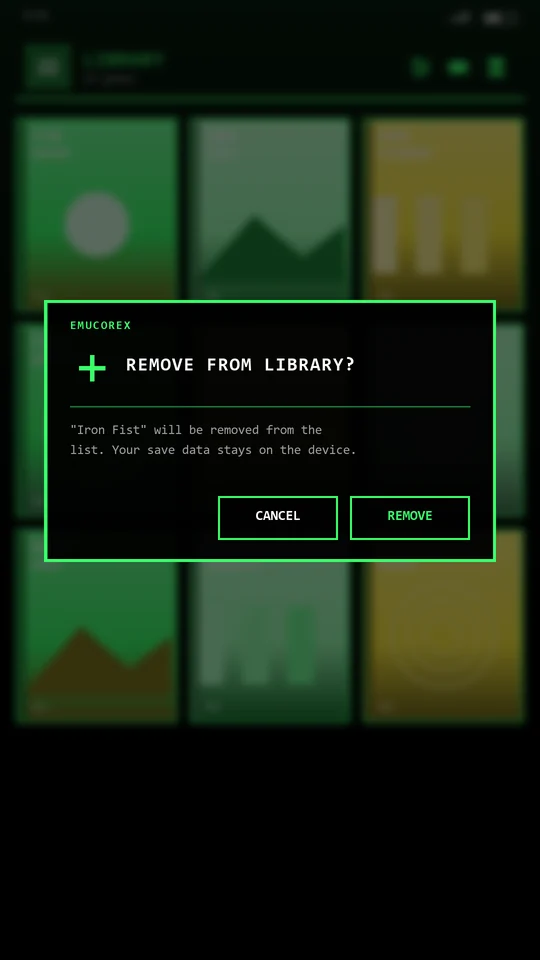 LIBRARY
EMUCOREX
REMOVE FROM LIBRARY?
"Iron Fist" will be removed from the
list. Your save data stays on the device.
CANCEL
REMOVE